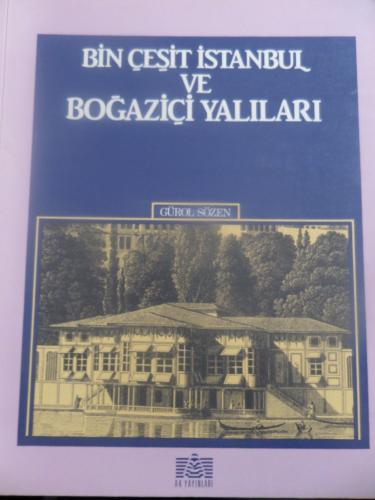 BİN ÇEŞİT İSTANBUL
VE
BOĞAZİÇİ YALILARI
GÜROL SÖZEN
AK YAYINLARI